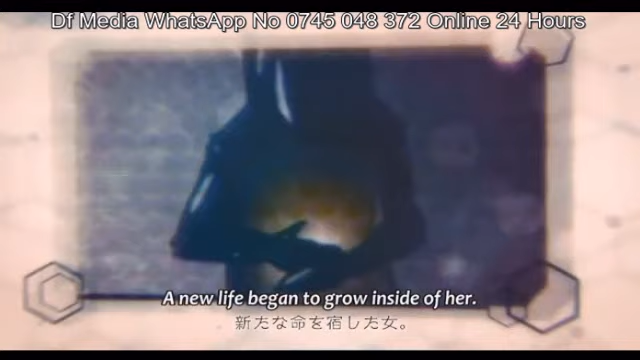 Df Media WhatsApp No 0745 048 372 Online 24 Hours
A new life began to grow inside of her.
新たな命を宿した女。